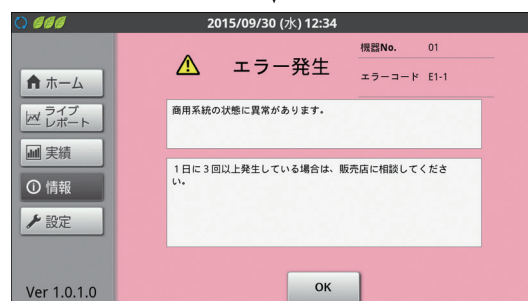 2015/09/30 (水) 12:34
機器No. 01
エラー発生
エラーコード E1-1
ホーム
ライブ
レポート
実績
情報
設定
商用系統の状態に異常があります。
1日に3回以上発生している場合は、販売店に相談してくださ
い。
OK
Ver 1.0.1.0